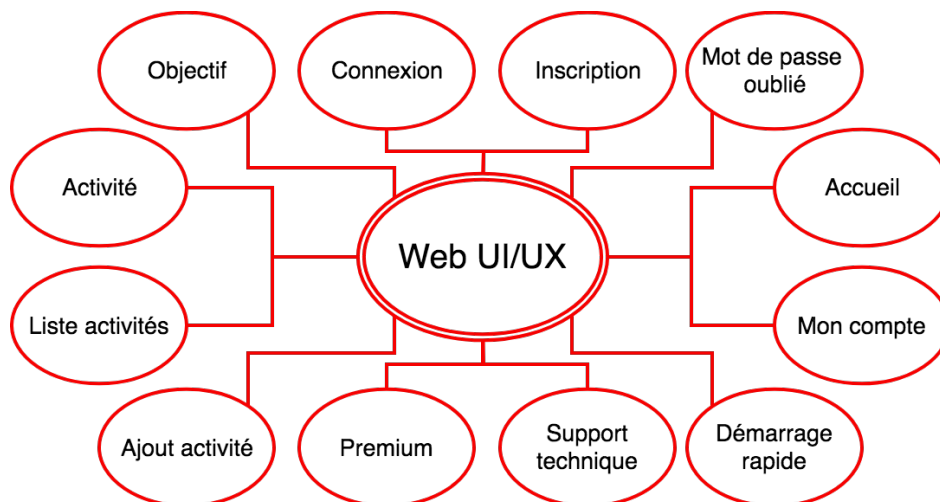 Objectif
Connexion
Inscription
Mot de passe
oublié
Activité
Accueil
Web UI/UX
Liste activités
Mon compte
Ajout activité
Premium
Support
technique
Démarrage
rapide